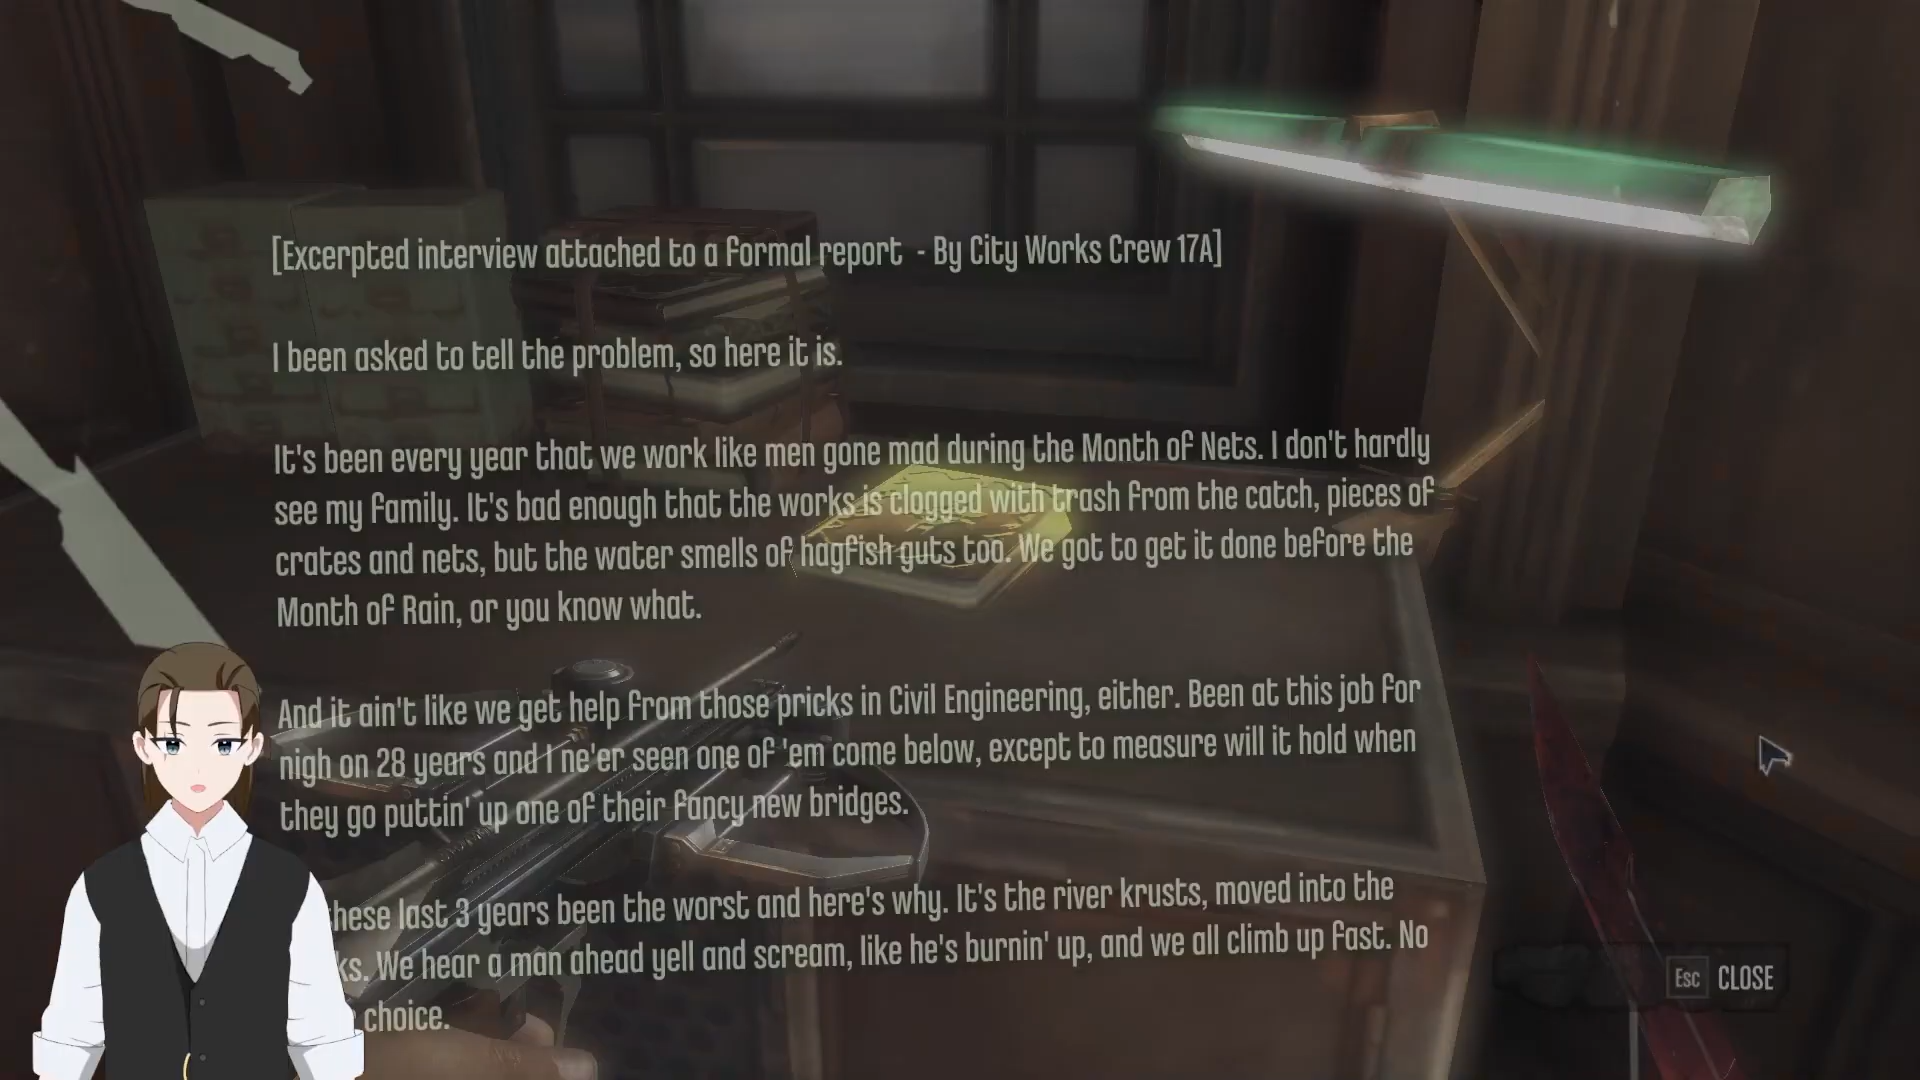 [Excerpted interview attached to a formal report - By City Works Crew 17A]
I been asked to tell the problem, so here it is.
It's been every year that we work like men gone mad during the Month of Nets. I don't hardly
see my family. It's bad enough that the works is clogged with trash from the catch, pieces of
crates and nets, but the water smells of hagfish guts too. We got to get it done before the
Month of Rain, or you know what.
And it ain't like we get help from those pricks in Civil Engineering, either. Been at this job for
nigh on 28 years and I ne'er seen one of 'em come below, except to measure will it hold when
they go puttin' up one of their fancy new bridges.
these last 3 years been the worst and here's why. It's the river krusts, moved into the
We hear a man ahead yell and scream, like he's burnin' up, and we all climb up fast. No
choice.
Esc CLOSE